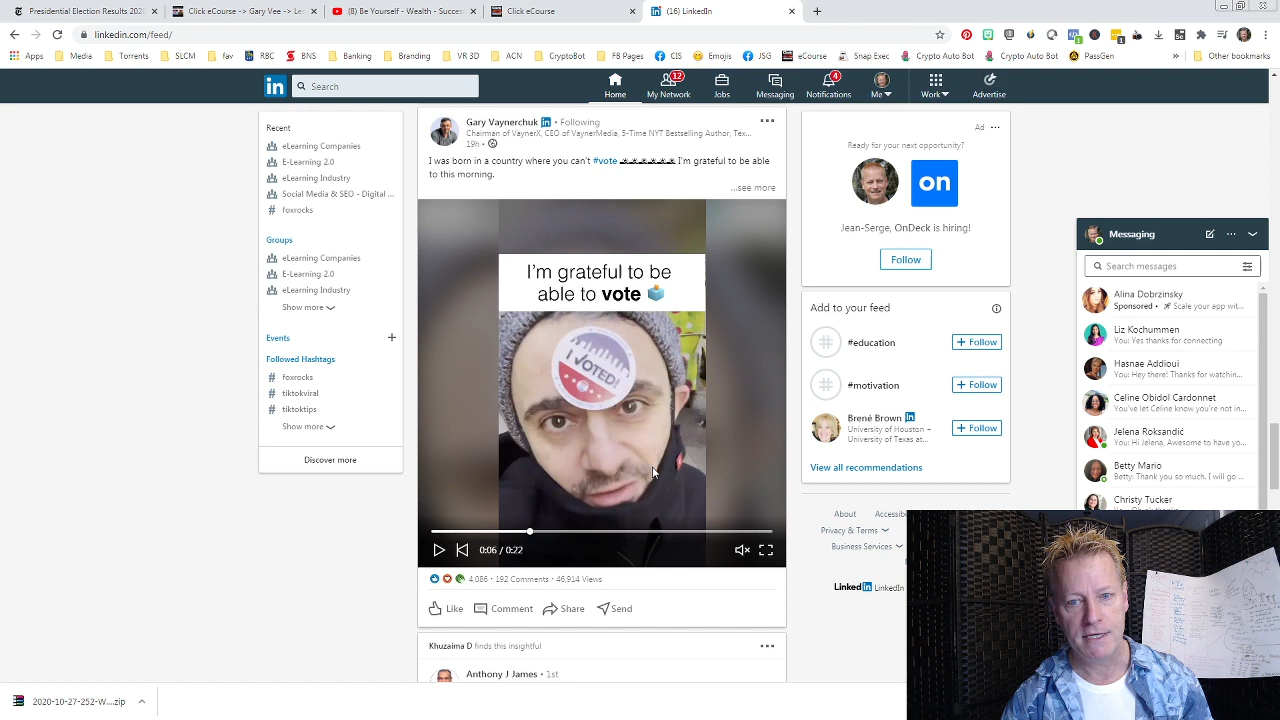 Presidential Election Results 202
Click eCourse -> Gary Vee -> Les
(8) Be Yourself - Wealth - Succes
Click eCourse
(16) LinkedIn
linkedin.com/feed/
Apps
Media
Torrents
SLCM
fav
RBC
BNS
Banking
Branding
VR 3D
ACN
CryptoBot
FB Pages
CIS
Emojis
JSG
eCourse
Snap Exec
Crypto Auto Bot
Crypto Auto Bot
PassGen
Other bookmarks
in
Search
Home
12
My Network
Jobs
Messaging
4
Notifications
Me
Work
Advertise
Recent
eLearning Companies
E-Learning 2.0
eLearning Industry
Social Media & SEO - Digital ...
# foxrocks
Groups
eLearning Companies
E-Learning 2.0
eLearning Industry
Show more
Events
Followed Hashtags
# foxrocks
# tiktokviral
# tiktoktips
Show more
Discover more
Gary Vaynerchuk in • Following
Chairman of VaynerX, CEO of VaynerMedia, 5-Time NYT Bestselling Author, Tex...
19h •
I was born in a country where you can't #vote I'm grateful to be able
to this morning.
...see more
I'm grateful to be
able to vote
I VOTED!
0:06 / 0:22
4,086 • 192 Comments • 46,914 Views
Like
Comment
Share
Send
Khuzaima D finds this insightful
Anthony J James • 1st
Ad
Ready for your next opportunity?
on
Jean-Serge, OnDeck is hiring!
Follow
Add to your feed
#education
+ Follow
#motivation
+ Follow
Brené Brown in
University of Houston +
University of Texas at...
+ Follow
View all recommendations
About
Accessib
Privacy & Terms
Business Services
LinkedIn LinkedIn
Messaging
Search messages
Alina Dobrzinsky
Sponsored • Scale your app wi...
Liz Kochummen
You: Yes thanks for connecting
Hasnae Addioui
You: Hey there! Thanks for watchin...
Celine Obidol Cardonnet
You've let Celine know you're not in...
Jelena Roksandić
You: Hi Jelena, Awesome to have yo...
Betty Mario
Betty: Thank you so much. I will go ...
Christy Tucker
2020-10-27-252-W....zip